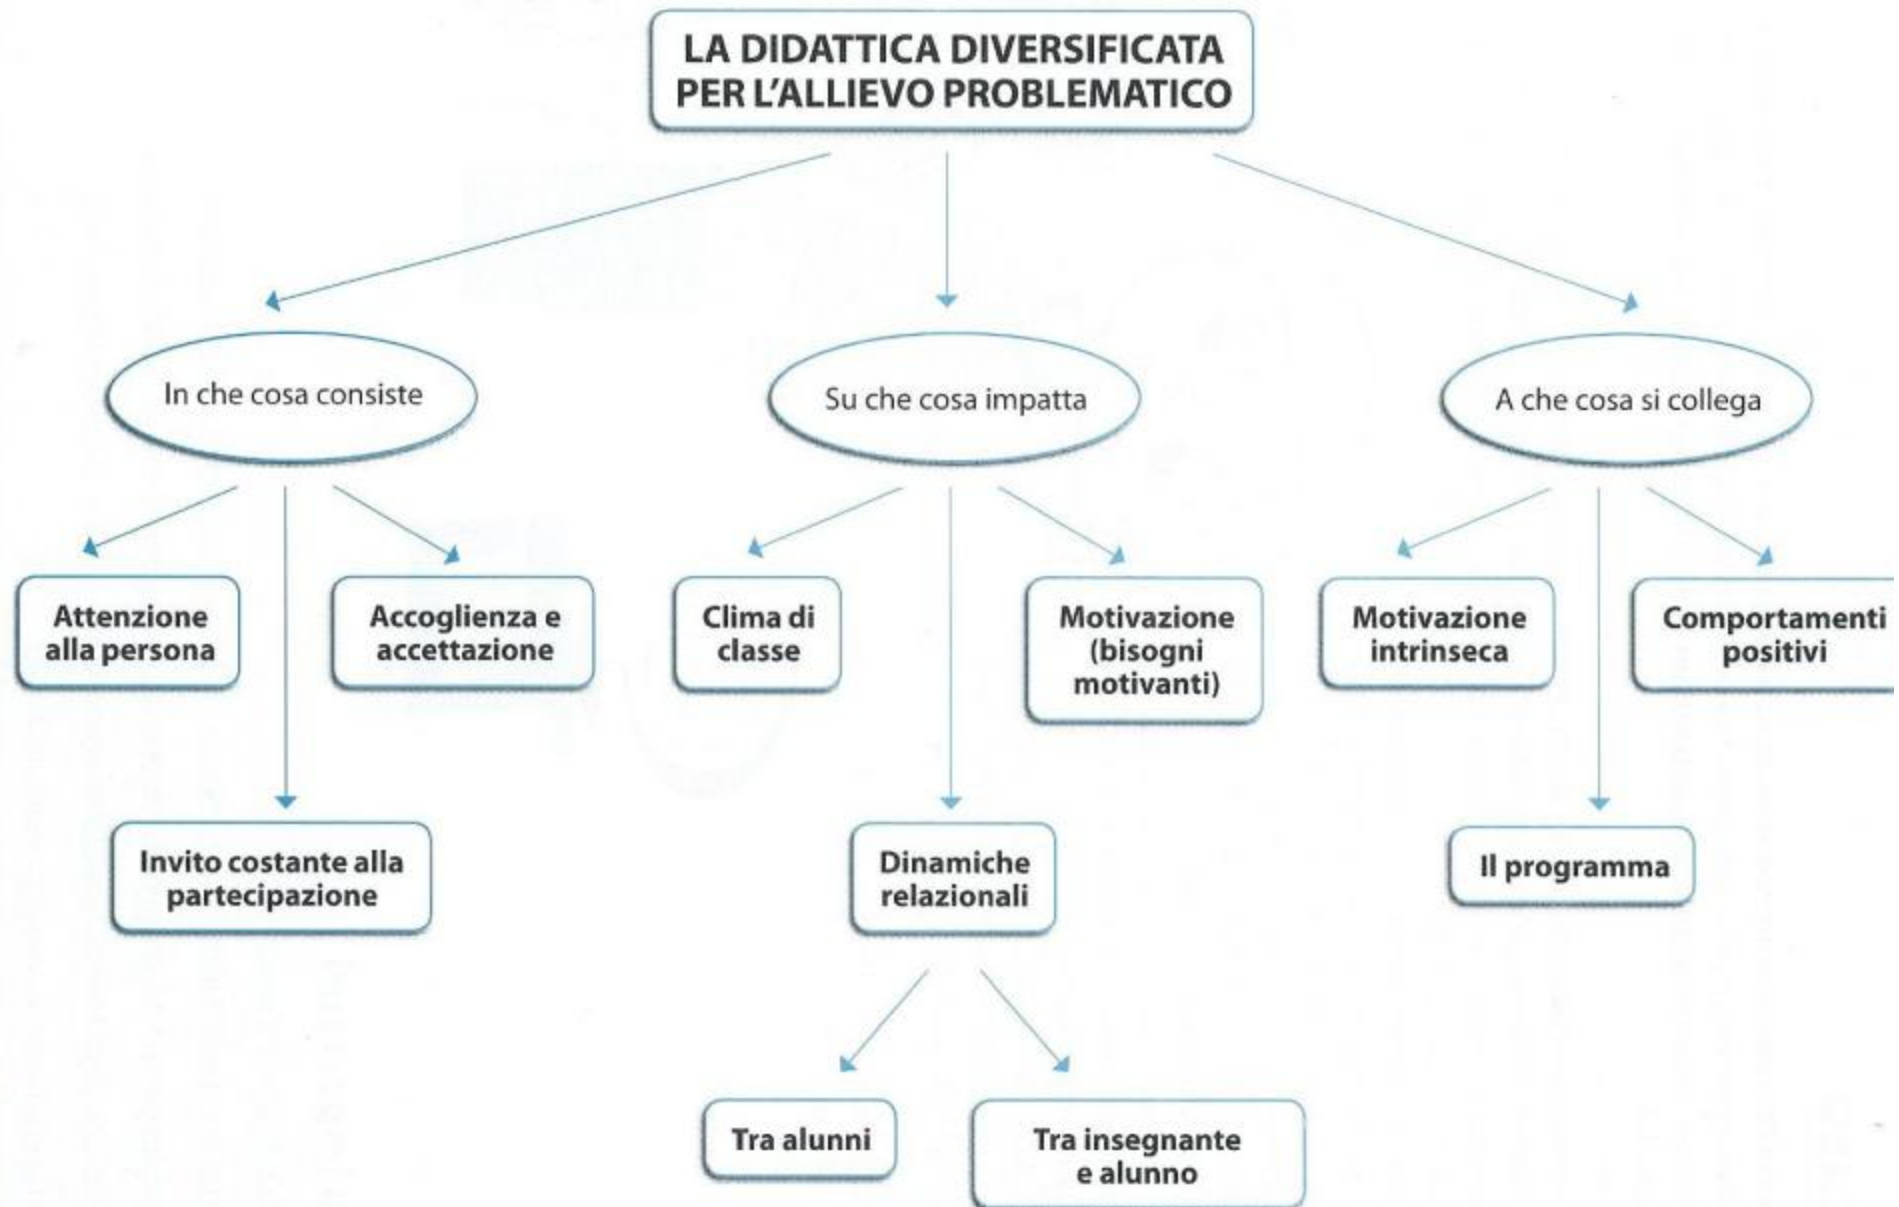 LA DIDATTICA DIVERSIFICATA
PER L'ALLIEVO PROBLEMATICO
In che cosa consiste
Su che cosa impatta
A che cosa si collega
Attenzione
alla persona
Accoglienza e
accettazione
Clima di
classe
Motivazione
(bisogni
motivanti)
Motivazione
intrinseca
Comportamenti
positivi
Invito costante alla
partecipazione
Dinamiche
relazionali
Il programma
Tra alunni
Tra insegnante
e alunno